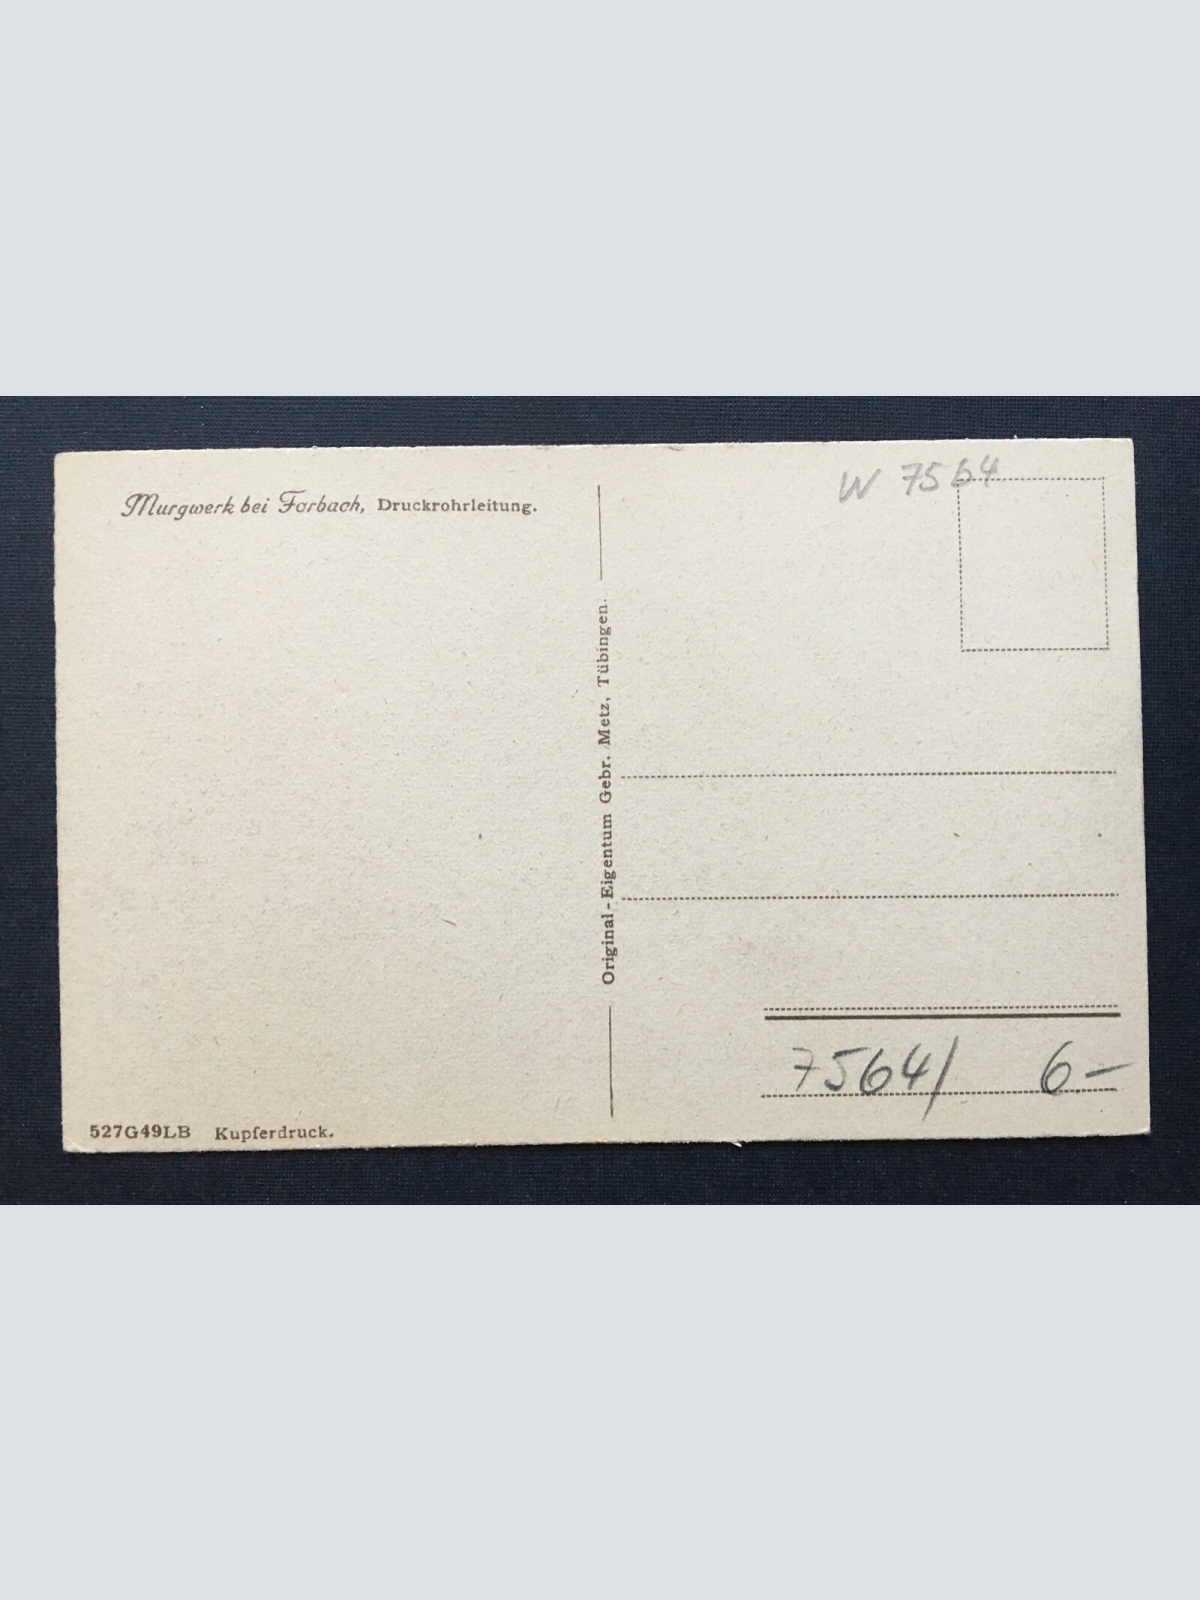 Murgwerk bei Forbach, Druckrohrleitung.
W 7564
Original-Eigentum Gebr. Metz, Tübingen.
7564/ 6-
527G49LB Kupferdruck.